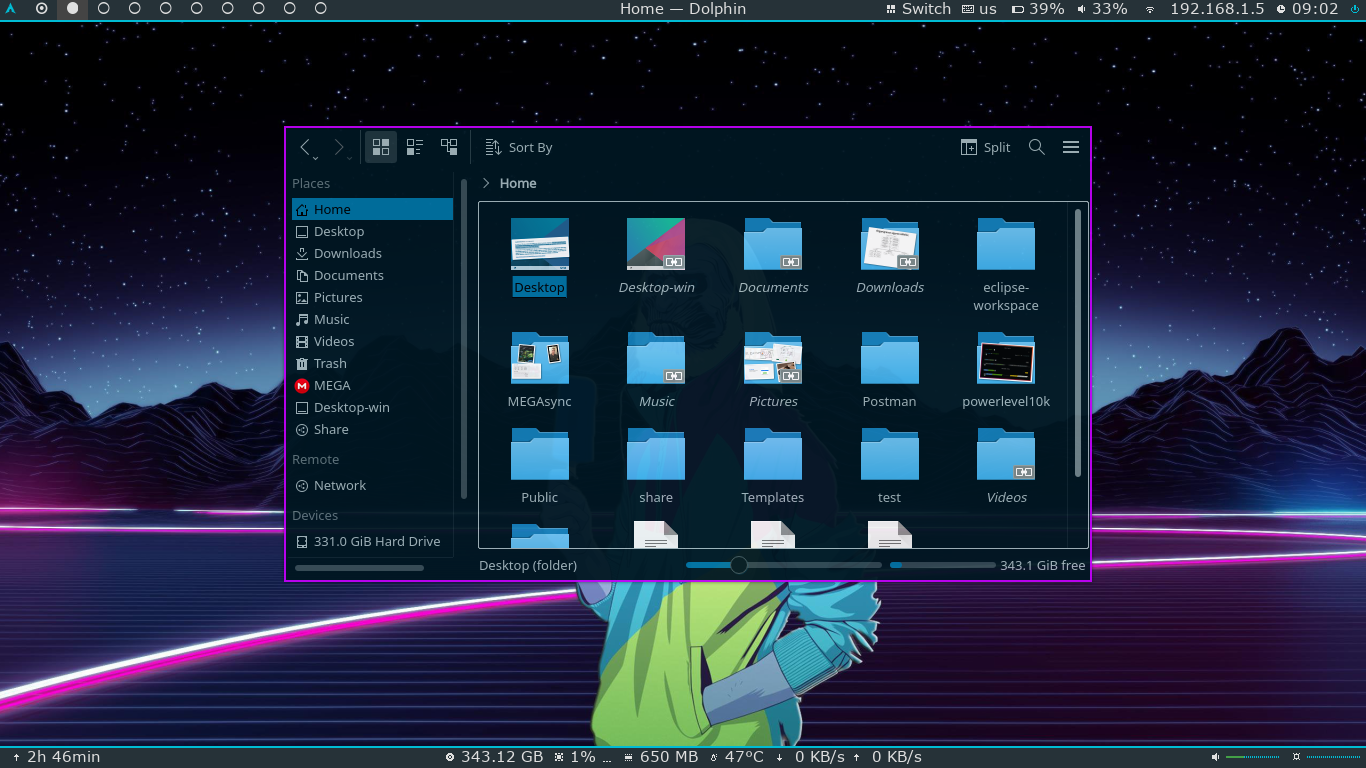 Home — Dolphin
Switch us 39% 33% 192.168.1.5 09:02
Sort By
Split
Places
Home
Desktop
Downloads
Documents
Pictures
Music
Videos
Trash
MEGA
Desktop-win
Share
Remote
Network
Devices
331.0 GiB Hard Drive
Home
Desktop Desktop-win Documents Downloads eclipse-
workspace
MEGAsync Music Pictures Postman powerlevel10k
Public share Templates test Videos
Desktop (folder)
343.1 GiB free
2h 46min
343.12 GB 1% ... 650 MB 47ºC 0 KB/s 0 KB/s